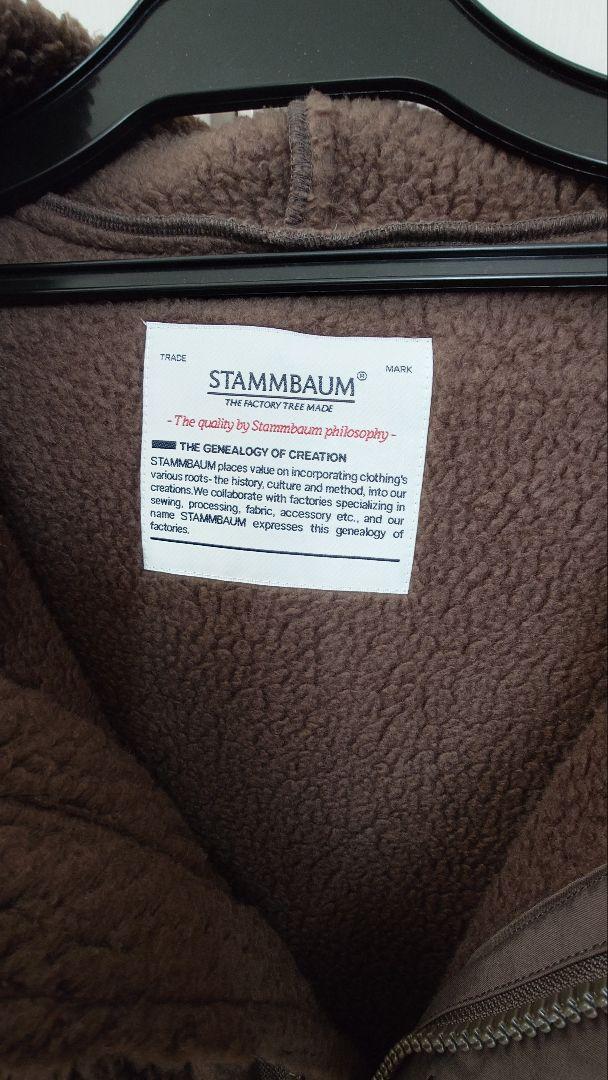 TRADE MARK
STAMMBAUM®
THE FACTORY TREE MADE
- The quality by Stammbaum philosophy -
THE GENEALOGY OF CREATION
STAMMBAUM places value on incorporating clothing's
various roots- the history, culture and method, into our
creations.We collaborate with factories specializing in
sewing, processing, fabric, accessory etc., and our
name STAMMBAUM expresses this genealogy of
factories.